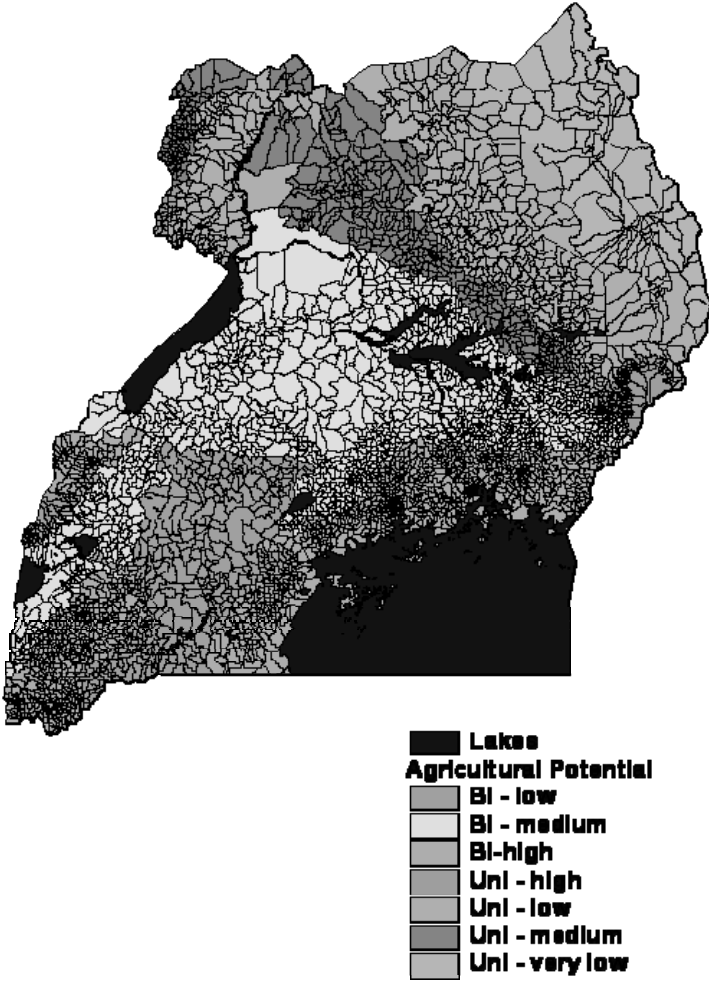 Lakes
Agricultural Potential
Bi - low
Bi - medium
Bi-high
Uni - high
Uni - low
Uni - medium
Uni - very low